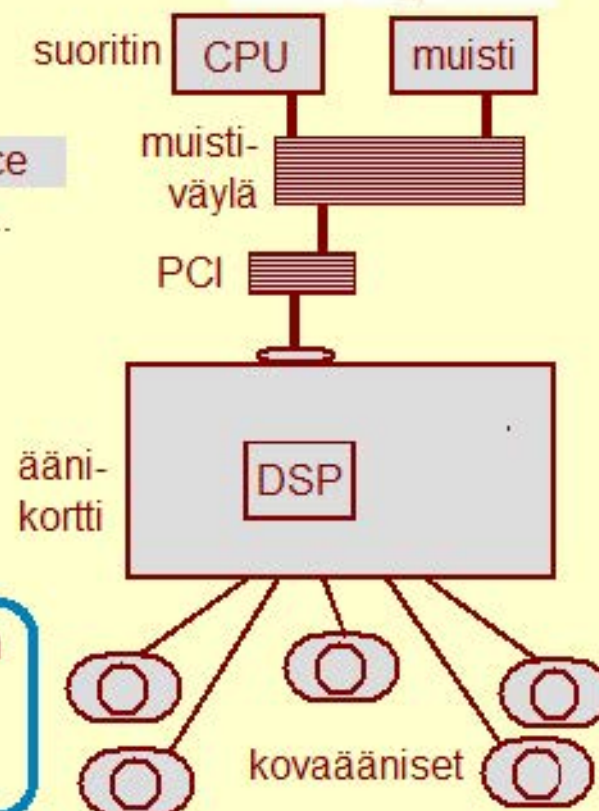 suoritin CPU muisti
muisti-
väylä
PCI
ääni-
kortti
DSP
kovaääniset